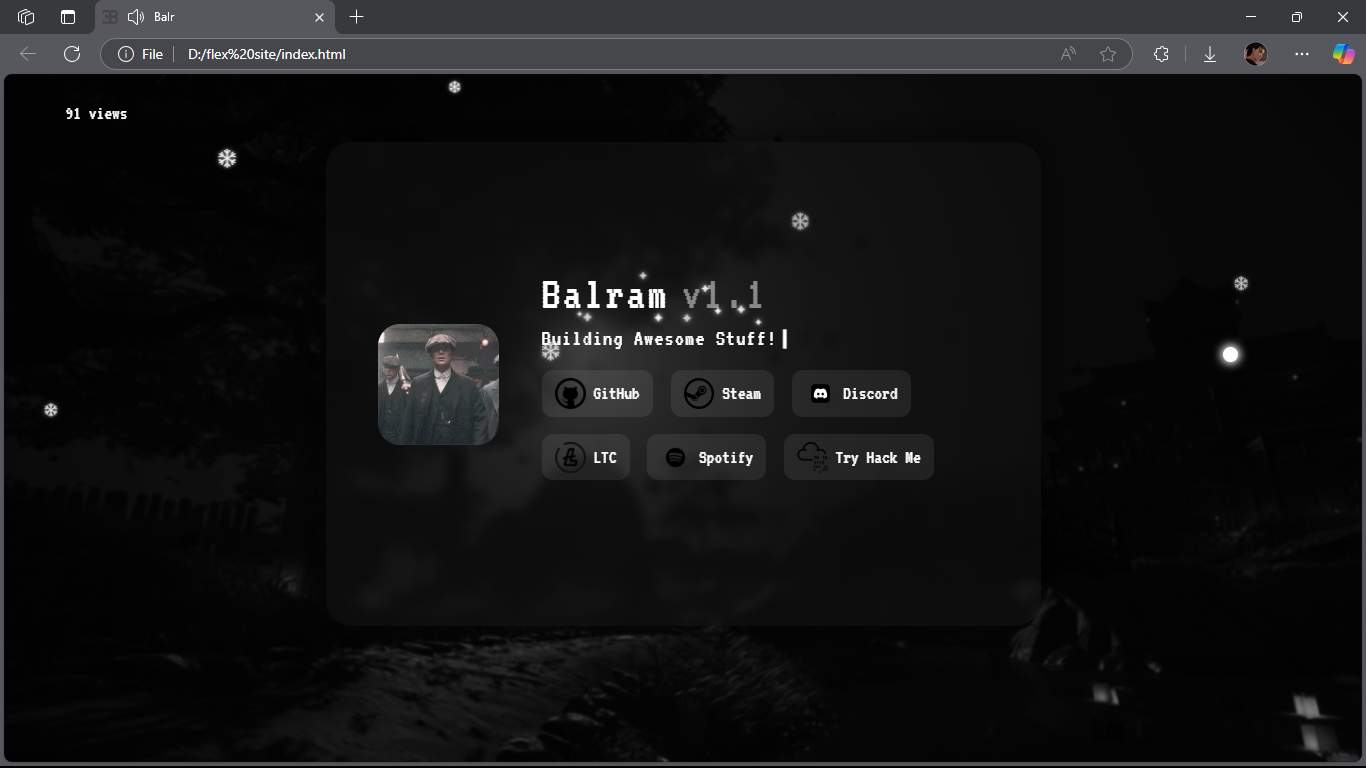 Balr
File D:/flex%20site/index.html
91 views
Balram v1.1
Building Awesome Stuff!
GitHub Steam Discord
LTC Spotify Try Hack Me